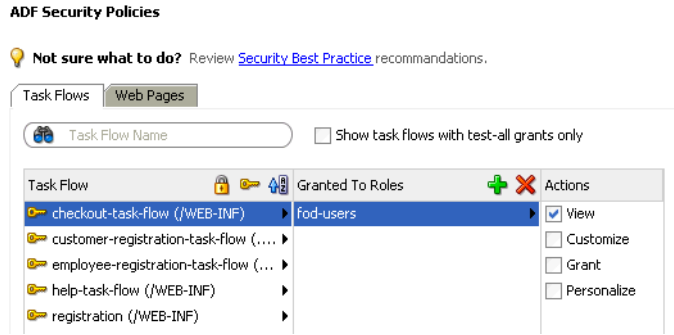 ADF Security Policies
Not sure what to do? Review Security Best Practice recommandations.
Task Flows Web Pages
Task Flow Name Show task flows with test-all grants only
Task Flow Granted To Roles Actions
checkout-task-flow (/WEB-INF) fod-users View
customer-registration-task-flow (.... Customize
employee-registration-task-flow (... Grant
help-task-flow (/WEB-INF) Personalize
registration (/WEB-INF)